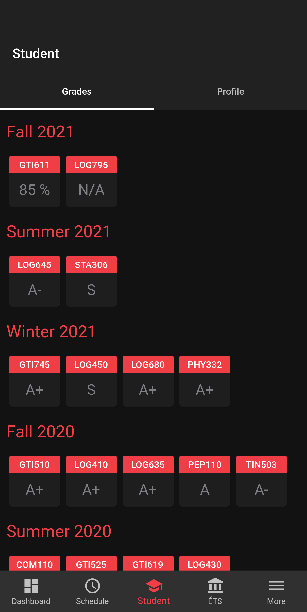 Student
Grades Profile
Fall 2021
GTI611 LOG795
85 % N/A
Summer 2021
LOG645 STA306
A- S
Winter 2021
GTI745 LOG450 LOG680 PHY332
A+ S A+ A+
Fall 2020
GTI510 LOG410 LOG635 PEP110 TIN503
A+ A+ A+ A A-
Summer 2020
COM110 GTI525 GTI619 LOG430
Dashboard Schedule Student ÉTS More